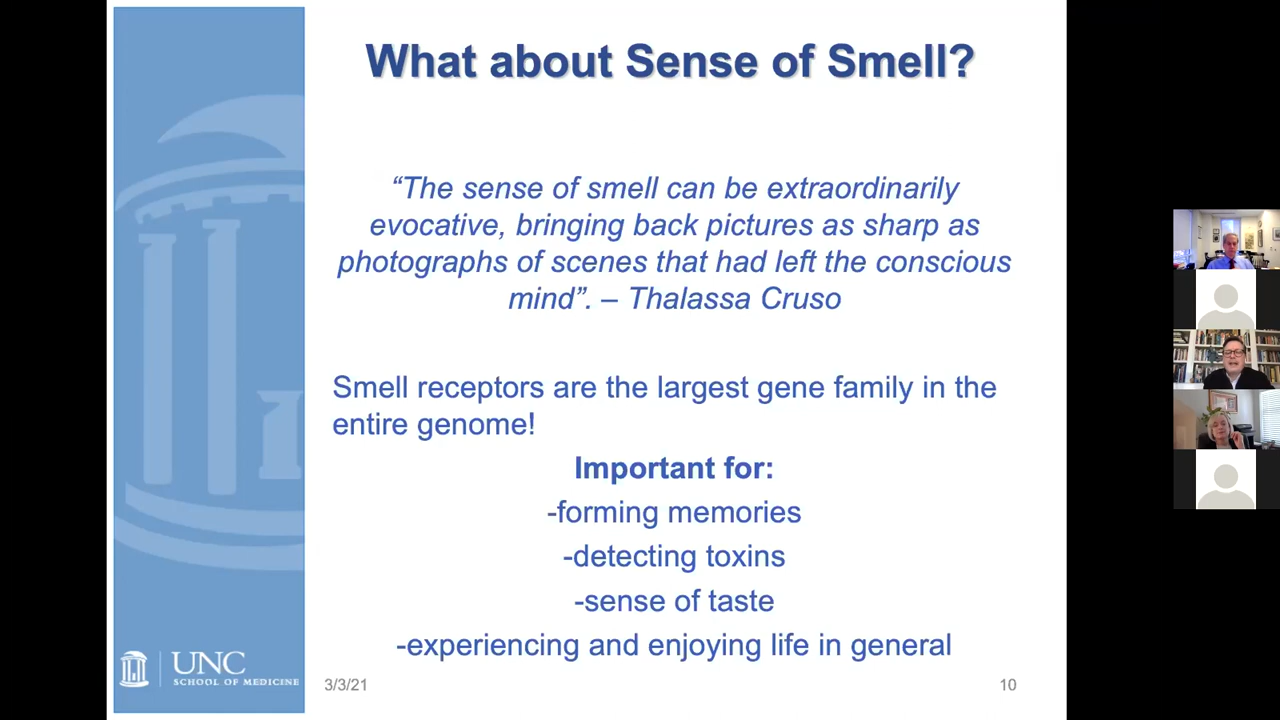 What about Sense of Smell?
“The sense of smell can be extraordinarily
evocative, bringing back pictures as sharp as
photographs of scenes that had left the conscious
mind”. – Thalassa Cruso
Smell receptors are the largest gene family in the
entire genome!
Important for:
-forming memories
-detecting toxins
-sense of taste
-experiencing and enjoying life in general
UNC
SCHOOL OF MEDICINE
3/3/21
10